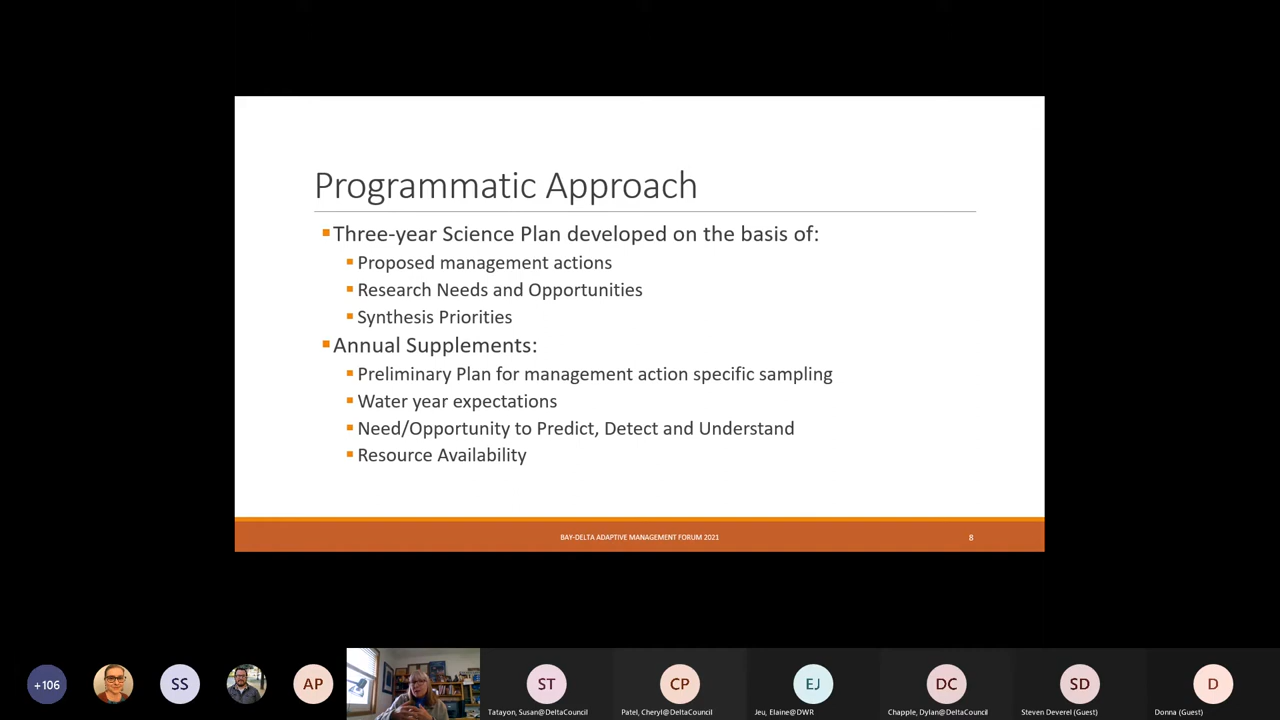 Programmatic Approach
Three-year Science Plan developed on the basis of:
Proposed management actions
Research Needs and Opportunities
Synthesis Priorities
Annual Supplements:
Preliminary Plan for management action specific sampling
Water year expectations
Need/Opportunity to Predict, Detect and Understand
Resource Availability
BAY-DELTA ADAPTIVE MANAGEMENT FORUM 2021
8
+106
SS
AP
ST
CP
EJ
DC
SD
D
Tatayon, Susan@DeltaCouncil
Patel, Cheryl@DeltaCouncil
Jeu, Elaine@DWR
Chapple, Dylan@DeltaCouncil
Steven Deverel (Guest)
Donna (Guest)